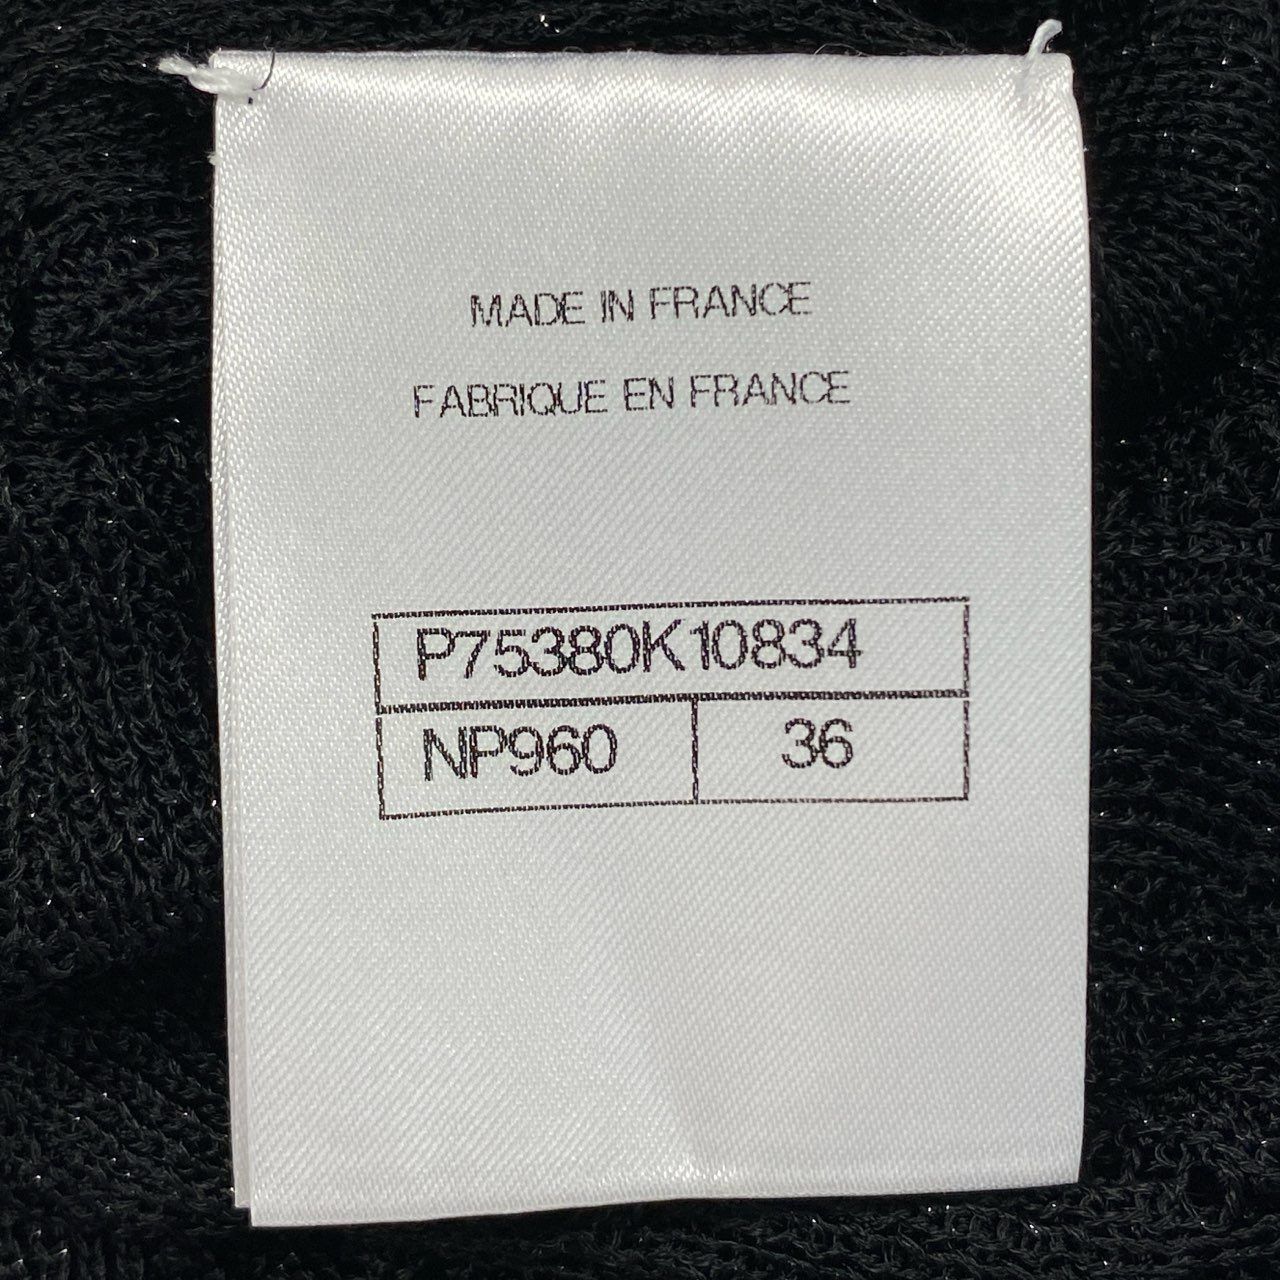 MADE IN FRANCE
FABRIQUE EN FRANCE
P75380K10834
NP960 36